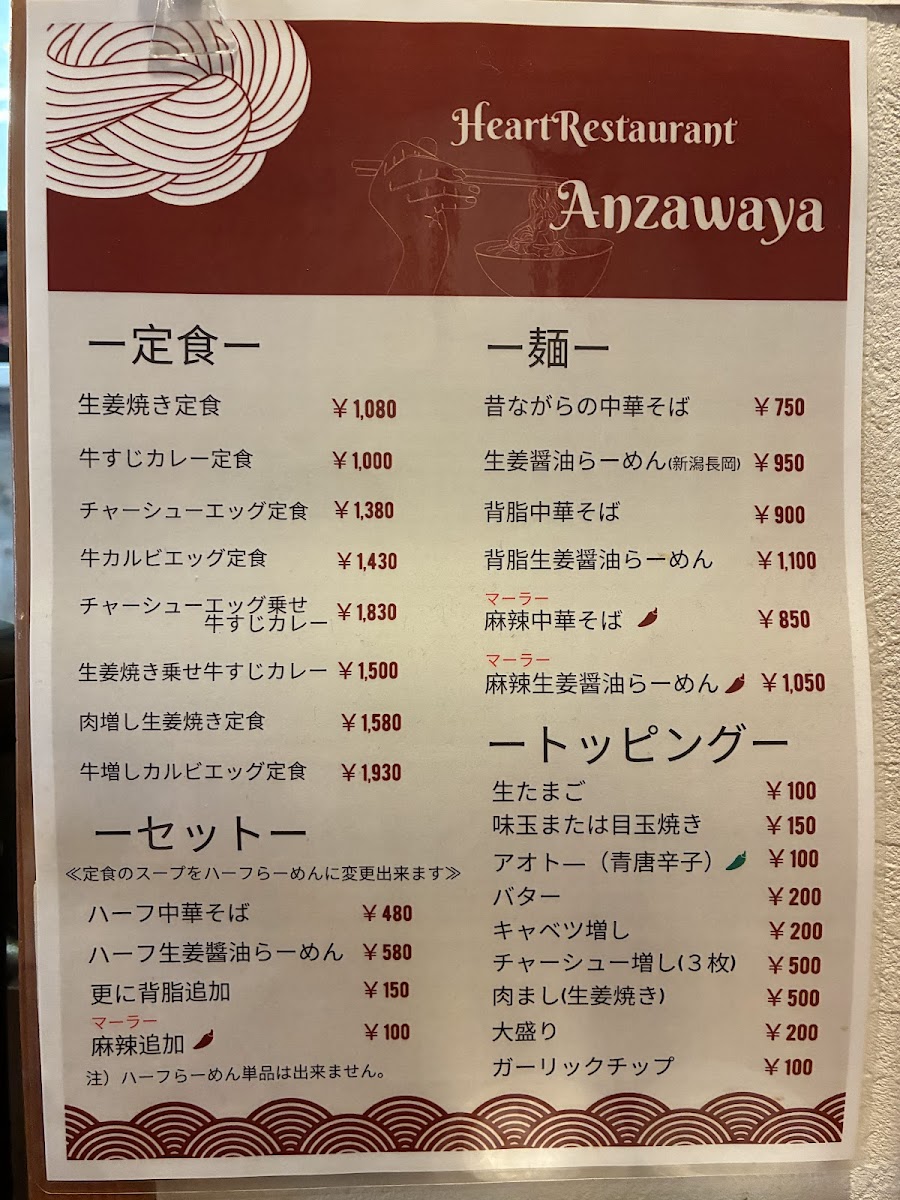 HeartRestaurant
Anzawaya
ー定食ー
生姜焼き定食 ￥1,080
牛すじカレー定食 ￥1,000
チャーシューエッグ定食 ￥1,380
牛カルビエッグ定食 ￥1,430
チャーシューエッグ乗せ
牛すじカレー ￥1,830
生姜焼き乗せ牛すじカレー ￥1,500
肉増し生姜焼き定食 ￥1,580
牛増しカルビエッグ定食 ￥1,930
ーセットー
≪定食のスープをハーフらーめんに変更出来ます≫
ハーフ中華そば ￥480
ハーフ生姜醬油らーめん ￥580
更に背脂追加 ￥150
マーラー
麻辣追加 ￥100
注）ハーフらーめん単品は出来ません。
ー麺ー
昔ながらの中華そば ￥750
生姜醬油らーめん(新潟長岡) ￥950
背脂中華そば ￥900
背脂生姜醬油らーめん ￥1,100
マーラー
麻辣中華そば ￥850
マーラー
麻辣生姜醬油らーめん ￥1,050
ートッピングー
生たまご ￥100
味玉または目玉焼き ￥150
アオトー（青唐辛子） ￥100
バター ￥200
キャベツ増し ￥200
チャーシュー増し(３枚) ￥500
肉まし(生姜焼き) ￥500
大盛り ￥200
ガーリックチップ ￥100